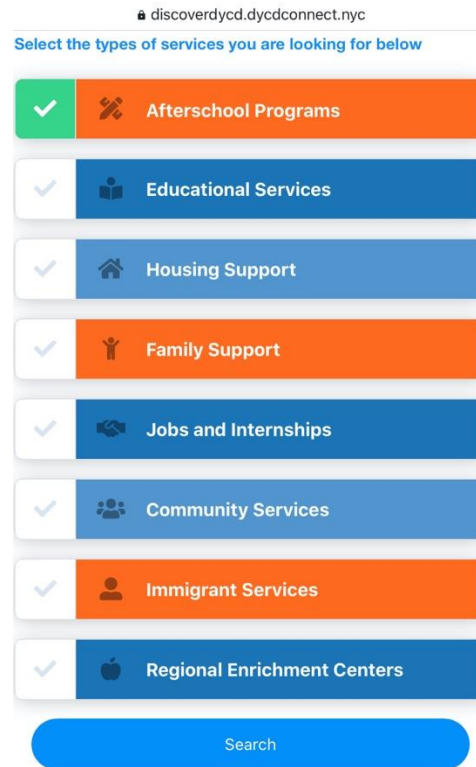 discoverdycd.dycdconnect.nyc
Select the types of services you are looking for below
Afterschool Programs
Educational Services
Housing Support
Family Support
Jobs and Internships
Community Services
Immigrant Services
Regional Enrichment Centers
Search